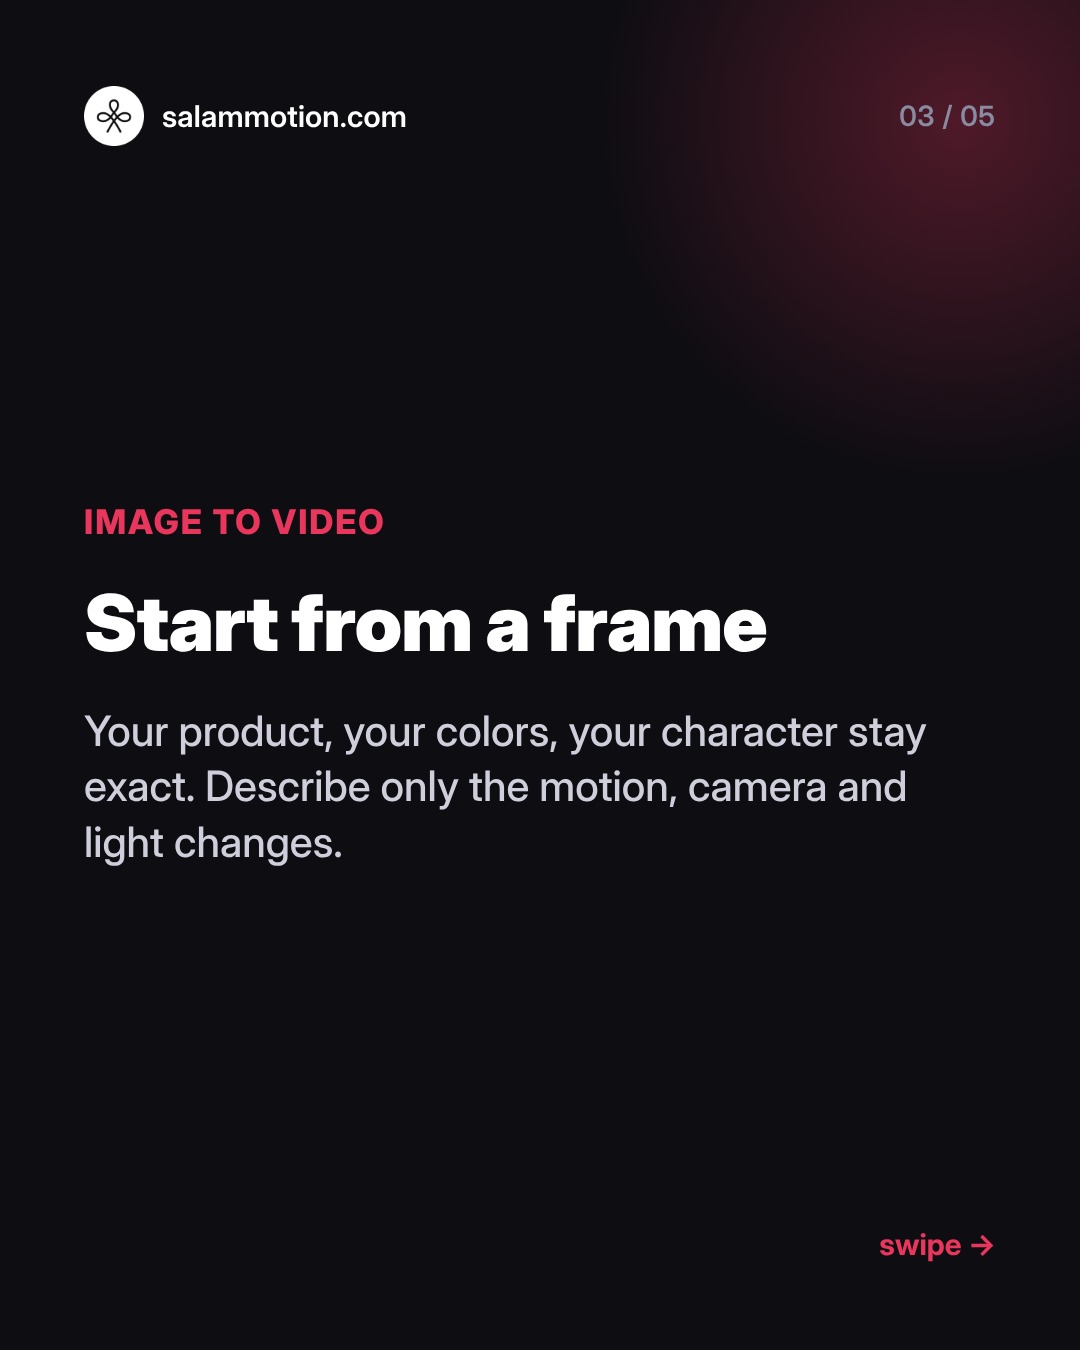 salammotion.com
03 / 05
IMAGE TO VIDEO
Start from a frame
Your product, your colors, your character stay
exact. Describe only the motion, camera and
light changes.
swipe →